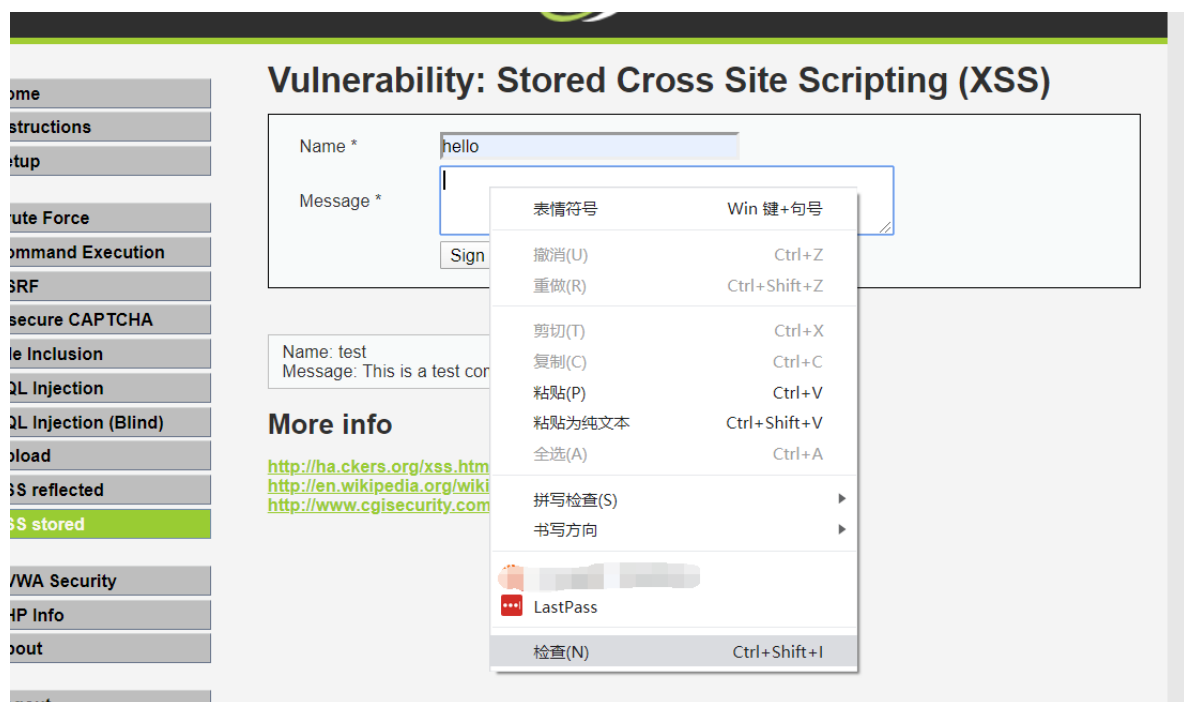 Vulnerability: Stored Cross Site Scripting (XSS)
ome
structions
tup
ute Force
ommand Execution
SRF
secure CAPTCHA
le Inclusion
QL Injection
QL Injection (Blind)
pload
SS reflected
SS stored
VWA Security
HP Info
bout
Name *
hello
Message *
Sign
Name: test
Message: This is a test con
More info
http://ha.ckers.org/xss.htm
http://en.wikipedia.org/wiki
http://www.cgisecurity.com
表情符号 Win 键+句号
撤消(U) Ctrl+Z
重做(R) Ctrl+Shift+Z
剪切(T) Ctrl+X
复制(C) Ctrl+C
粘贴(P) Ctrl+V
粘贴为纯文本 Ctrl+Shift+V
全选(A) Ctrl+A
拼写检查(S)
书写方向
LastPass
检查(N) Ctrl+Shift+I